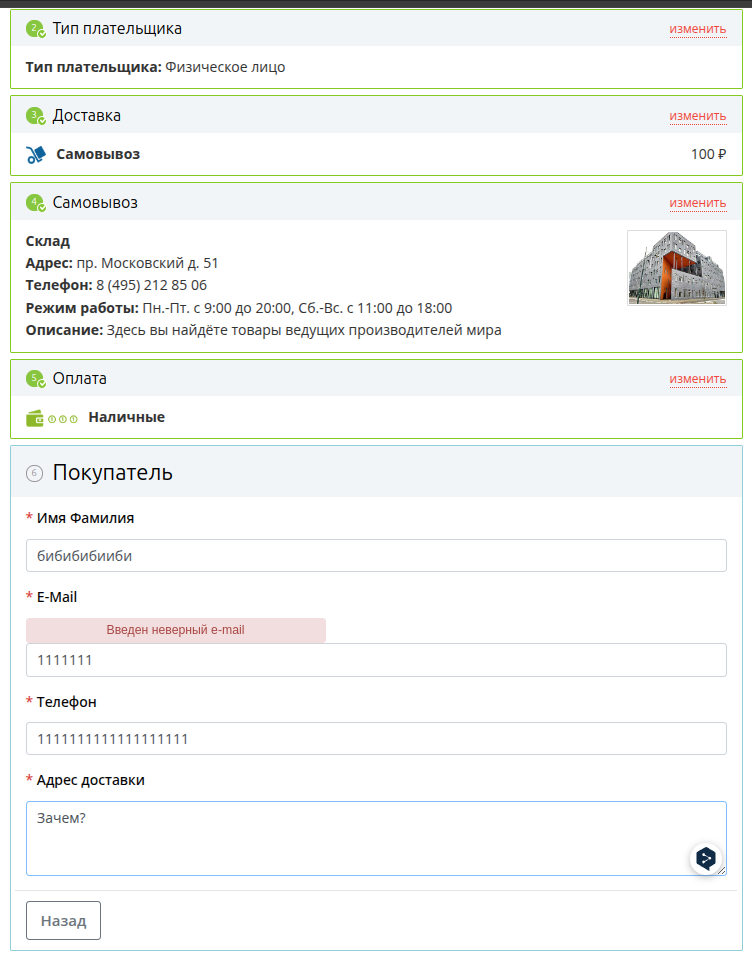 2 Тип плательщика изменить
Тип плательщика: Физическое лицо
3 Доставка изменить
Самовывоз 100 ₽
4 Самовывоз изменить
Склад
Адрес: пр. Московский д. 51
Телефон: 8 (495) 212 85 06
Режим работы: Пн.-Пт. с 9:00 до 20:00, Сб.-Вс. с 11:00 до 18:00
Описание: Здесь вы найдёте товары ведущих производителей мира
5 Оплата изменить
Наличные
6 Покупатель
* Имя Фамилия
бибибибииби
* E-Mail
Введен неверный e-mail
1111111
* Телефон
1111111111111111111
* Адрес доставки
Зачем?
Назад